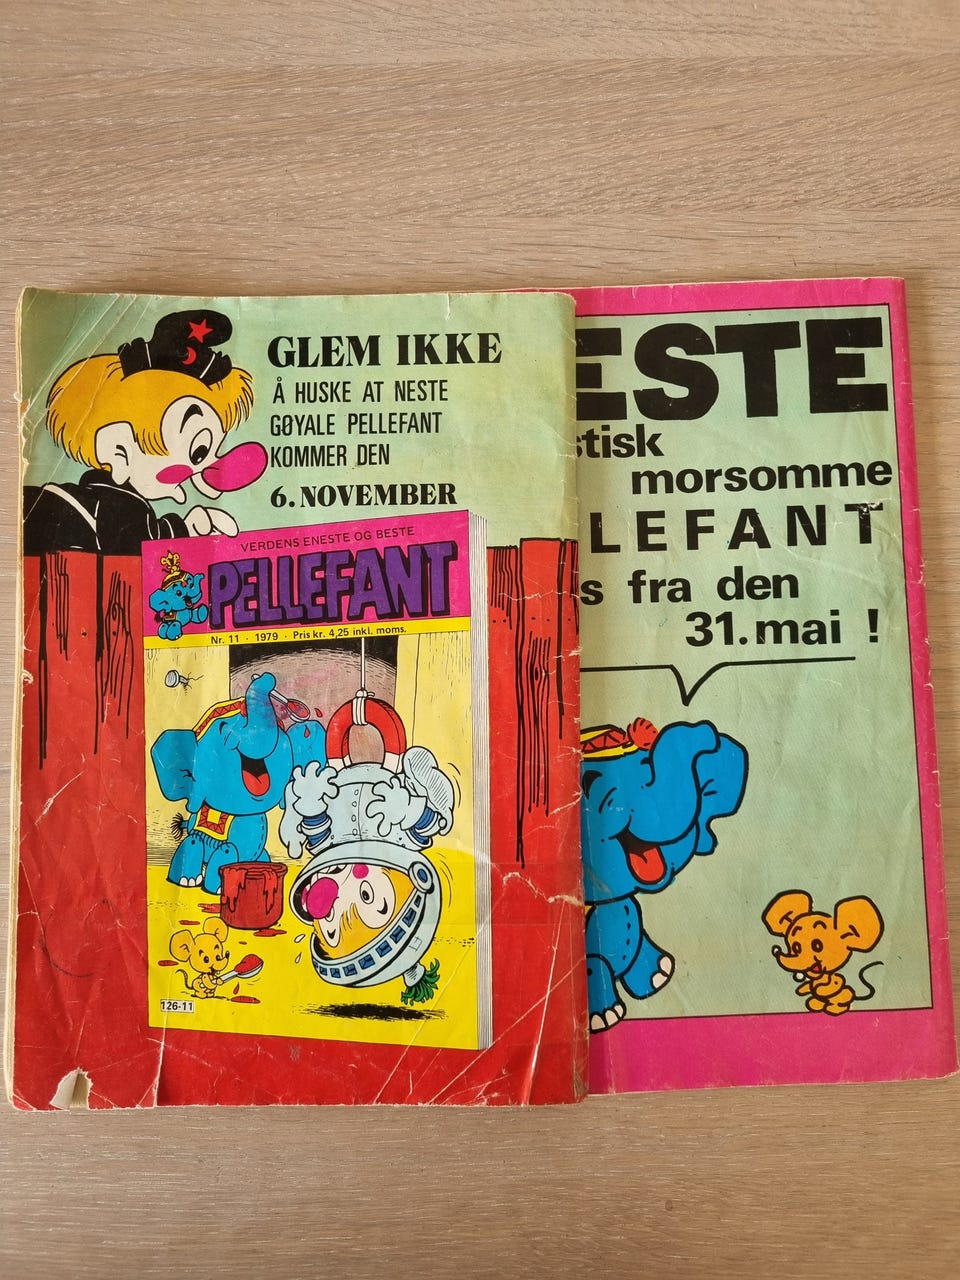 GLEM IKKE
Å HUSKE AT NESTE
GØYALE PELLEFANT
KOMMER DEN
6. NOVEMBER
VERDENS ENESTE OG BESTE
PELLEFANT
Nr. 11 · 1979 · Pris kr. 4,25 inkl. moms.
126-11
ESTE
stisk
morsomme
LEFANT
s fra den
31. mai !